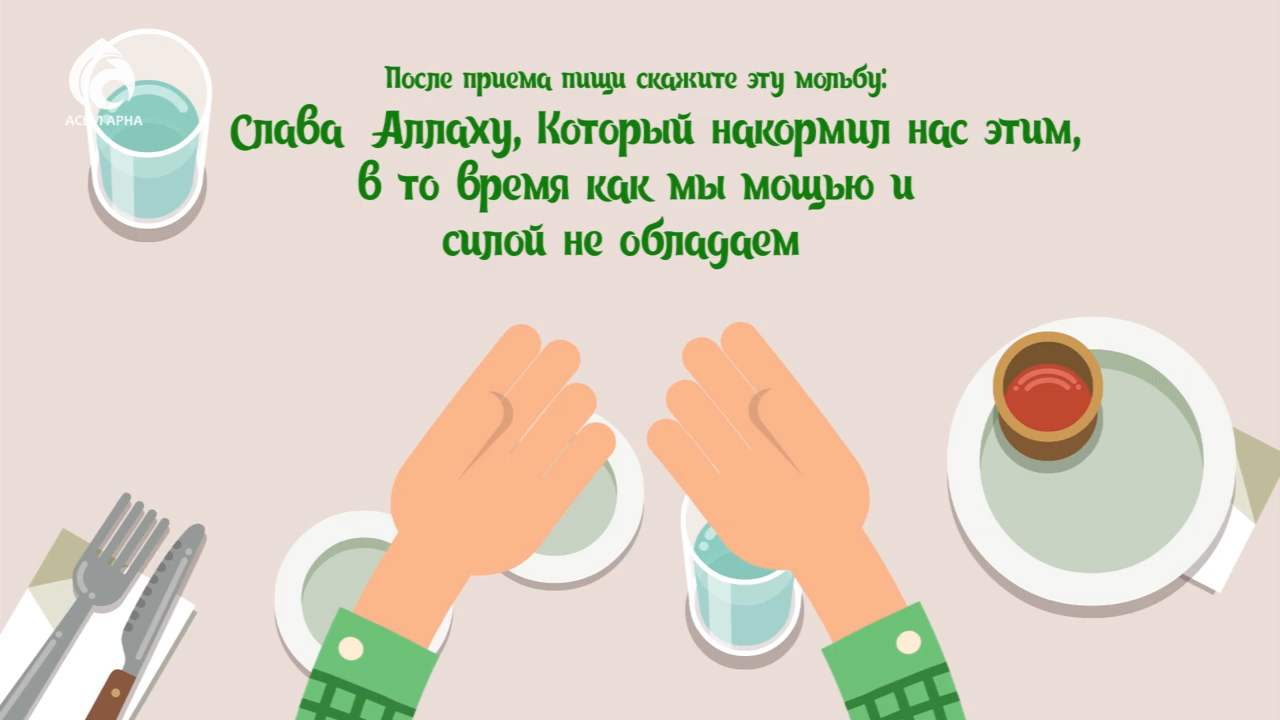 После приема пищи скажите эту мольбу:
Слава Аллаху, Который накормил нас этим,
в то время как мы мощью и
силой не обладаем
АСЫЛ АРНА